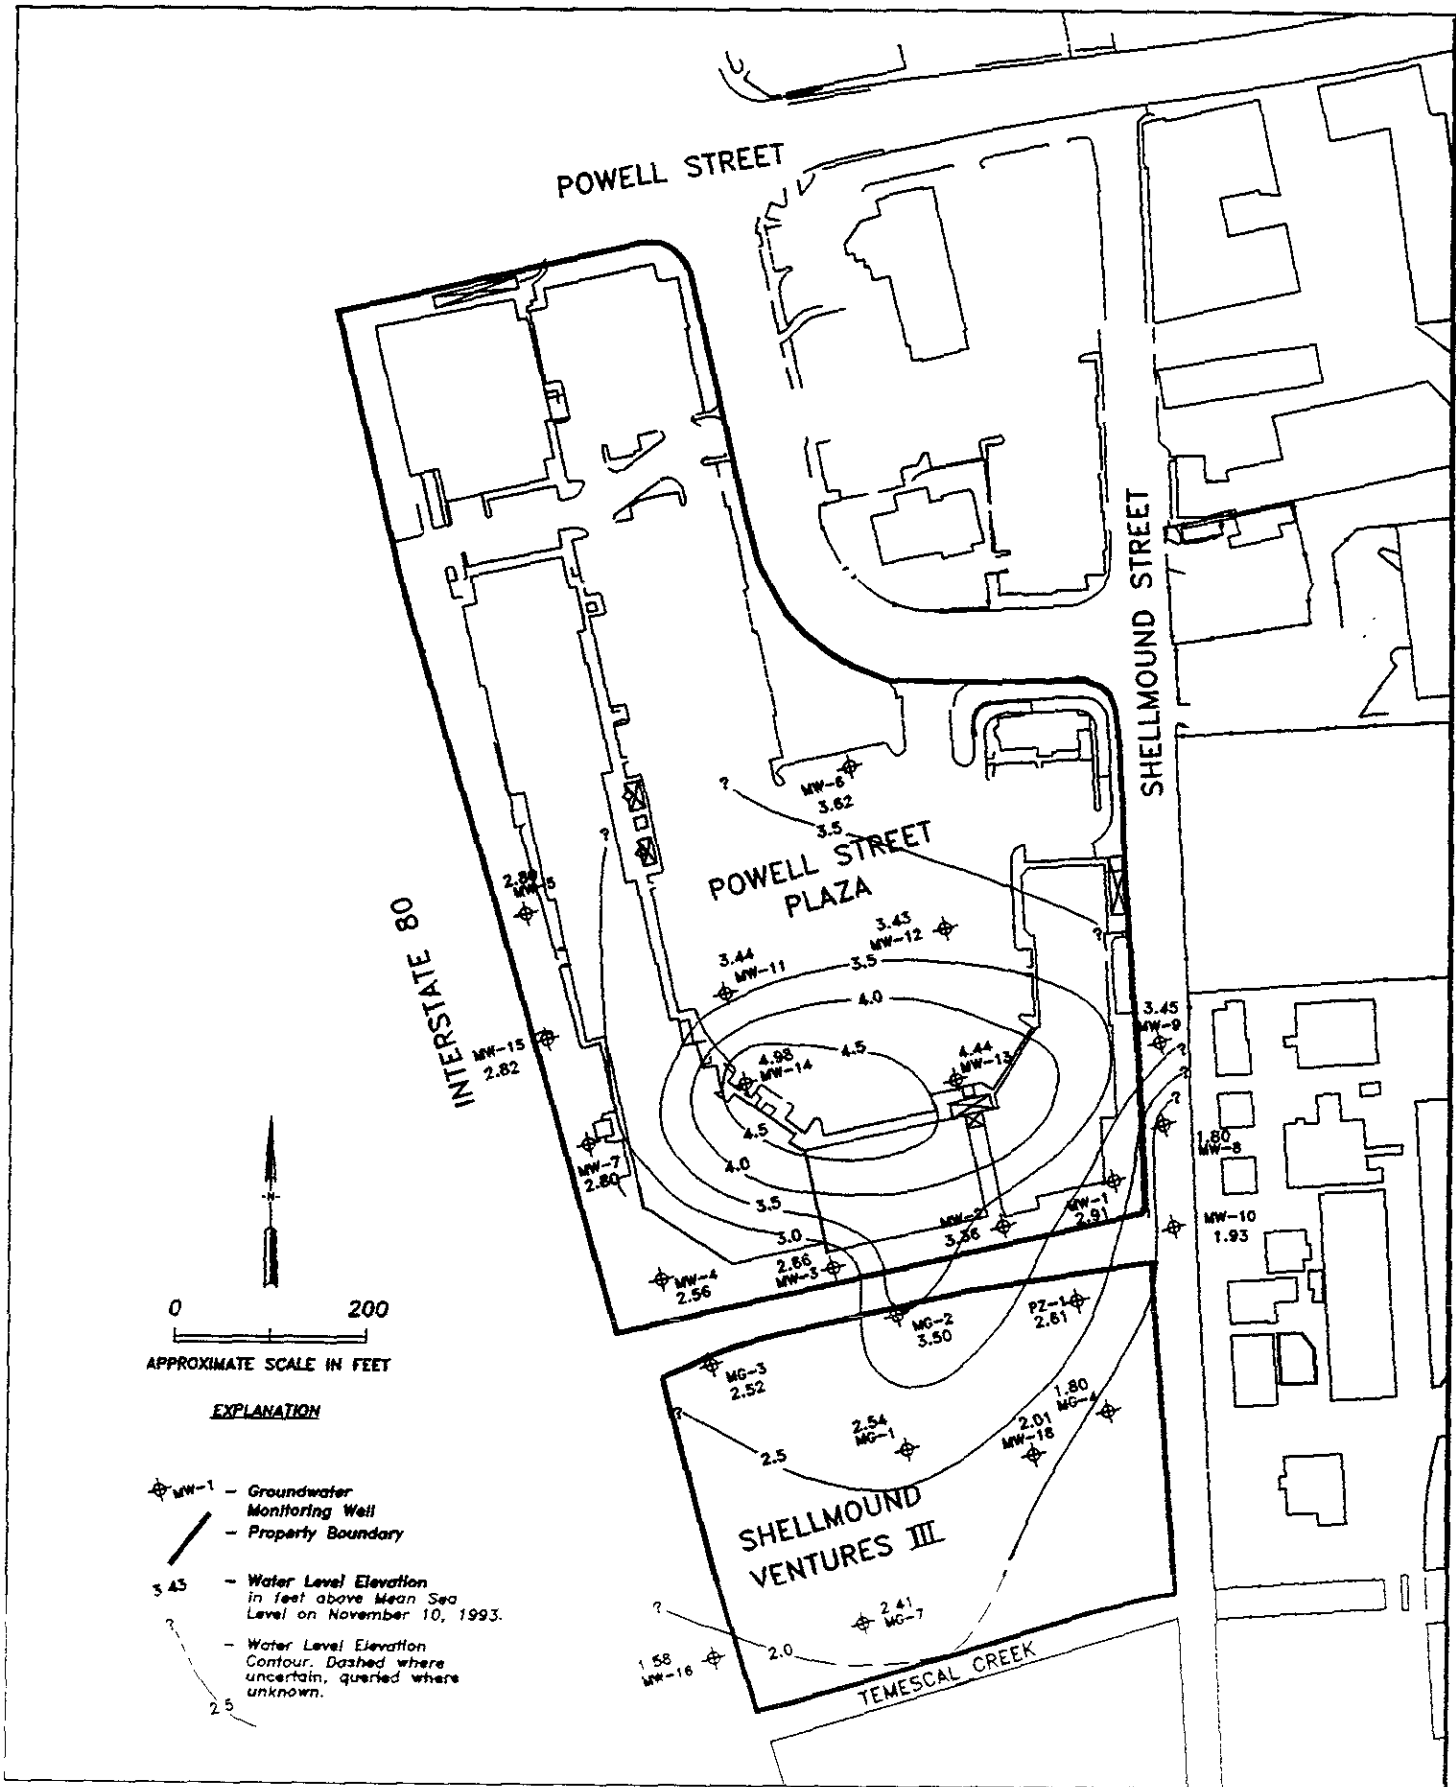 POWELL STREET
SHELLMOUND STREET
MW-6
3.62
?
3.5
POWELL STREET
PLAZA
?
MW-5
INTERSTATE 80
3.43
MW-12
?
3.44
MW-11
3.5
4.0
3.45
MW-9
?
MW-15
2.82
4.98
MW-14
4.5
4.44
MW-13
?
?
4.5
1.80
MW-8
MW-7
2.80
4.0
N
3.5
MW-1
2.91
MW-2
3.36
MW-10
1.93
3.0
2.86
MW-3
MW-4
2.56
0 200
APPROXIMATE SCALE IN FEET
MG-2
3.50
PZ-1
2.61
MG-3
2.52
?
1.80
MG-4
2.54
MG-1
2.01
MW-18
2.5
EXPLANATION
MW-1 - Groundwater
Monitoring Well
- Property Boundary
3 43 - Water Level Elevation
in feet above Mean Sea
Level on November 10, 1993.
?
- Water Level Elevation
Contour. Dashed where
uncertain, queried where
unknown.
2 5
SHELLMOUND
VENTURES III
?
2.41
MG-7
2.0
1 58
MW-16
TEMESCAL CREEK